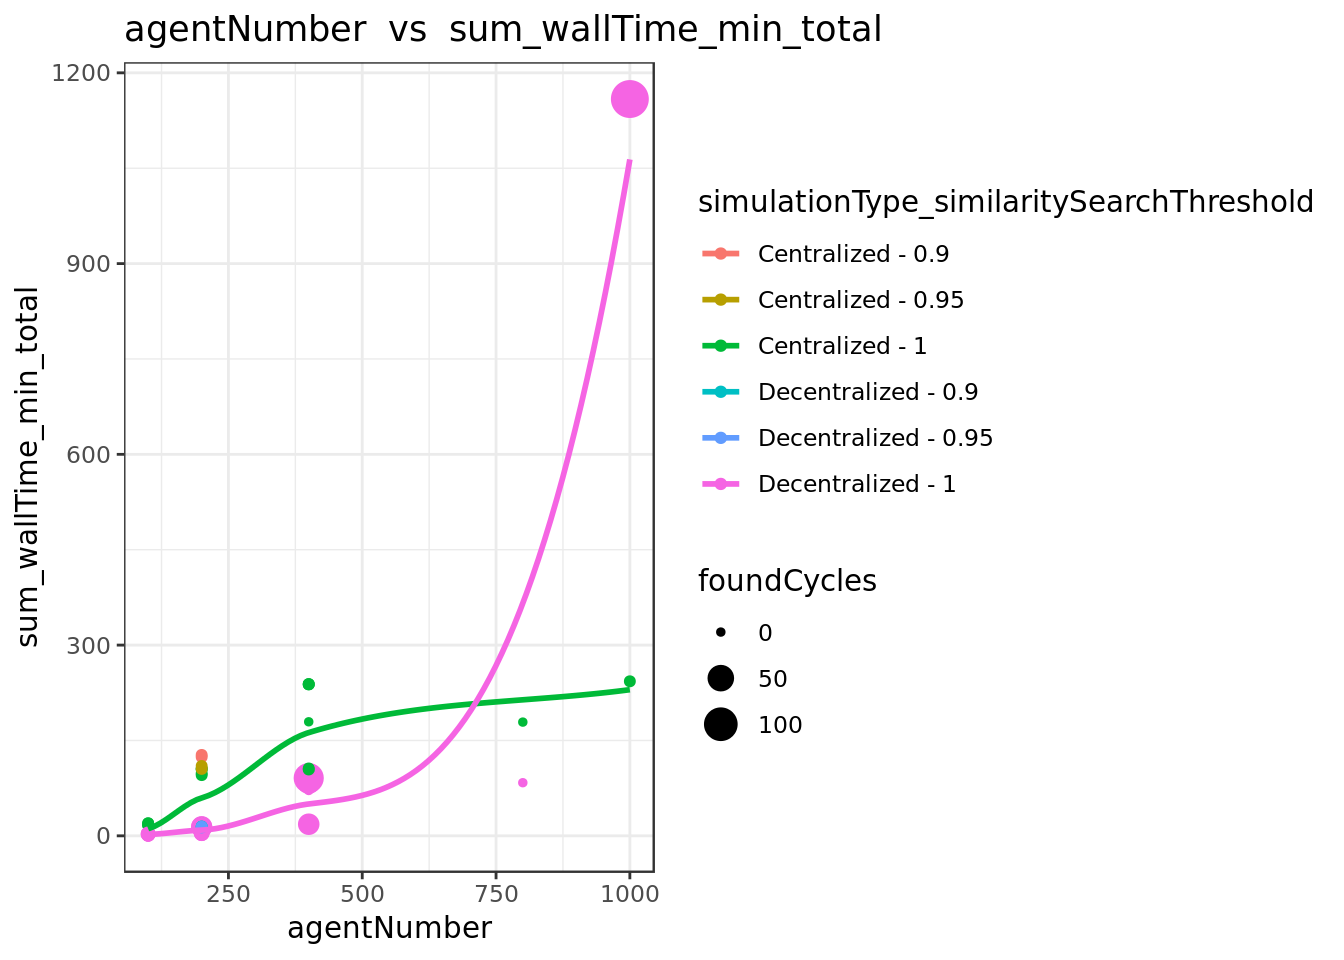 agentNumber  vs  sum_wallTime_min_total
1200
900
600
300
0
sum_wallTime_min_total
250
500
750
1000
agentNumber
simulationType_similaritySearchThreshold
Centralized - 0.9
Centralized - 0.95
Centralized - 1
Decentralized - 0.9
Decentralized - 0.95
Decentralized - 1
foundCycles
0
50
100